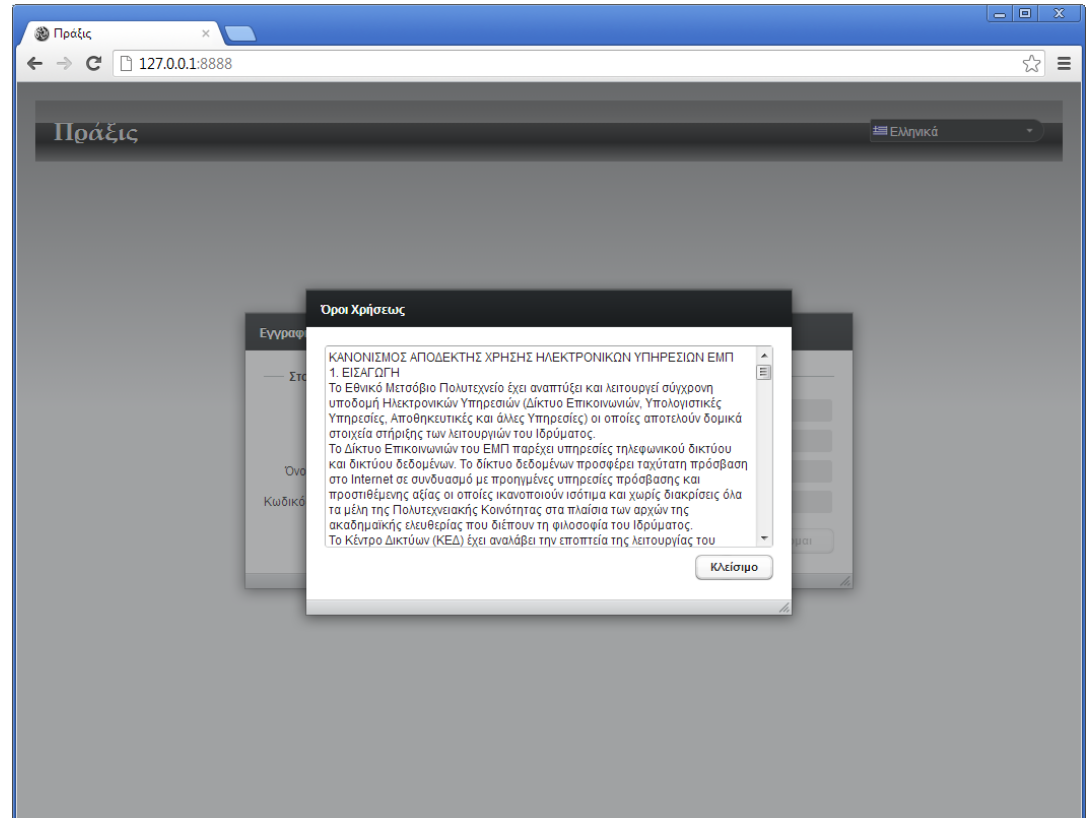 Πράξις
127.0.0.1:8888
Πράξις
Ελληνικά
Όροι Χρήσεως
ΚΑΝΟΝΙΣΜΟΣ ΑΠΟΔΕΚΤΗΣ ΧΡΗΣΗΣ ΗΛΕΚΤΡΟΝΙΚΩΝ ΥΠΗΡΕΣΙΩΝ ΕΜΠ
1. ΕΙΣΑΓΩΓΗ
Το Εθνικό Μετσόβιο Πολυτεχνείο έχει αναπτύξει και λειτουργεί σύγχρονη
υποδομή Ηλεκτρονικών Υπηρεσιών (Δίκτυο Επικοινωνιών, Υπολογιστικές
Υπηρεσίες, Αποθηκευτικές και άλλες Υπηρεσίες) οι οποίες αποτελούν δομικά
στοιχεία στήριξης των λειτουργιών του Ιδρύματος.
Το Δίκτυο Επικοινωνιών του ΕΜΠ παρέχει υπηρεσίες τηλεφωνικού δικτύου
και δικτύου δεδομένων. Το δίκτυο δεδομένων προσφέρει ταχύτατη πρόσβαση
στο Internet σε συνδυασμό με προηγμένες υπηρεσίες πρόσβασης και
προστιθέμενης αξίας οι οποίες ικανοποιούν ισότιμα και χωρίς διακρίσεις όλα
τα μέλη της Πολυτεχνειακής Κοινότητας στα πλαίσια των αρχών της
ακαδημαϊκής ελευθερίας που διέπουν τη φιλοσοφία του Ιδρύματος.
Το Κέντρο Δικτύων (ΚΕΔ) έχει αναλάβει την εποπτεία της λειτουργίας του
Κλείσιμο
Εγγραφ
Στο
Όνο
Κωδικό